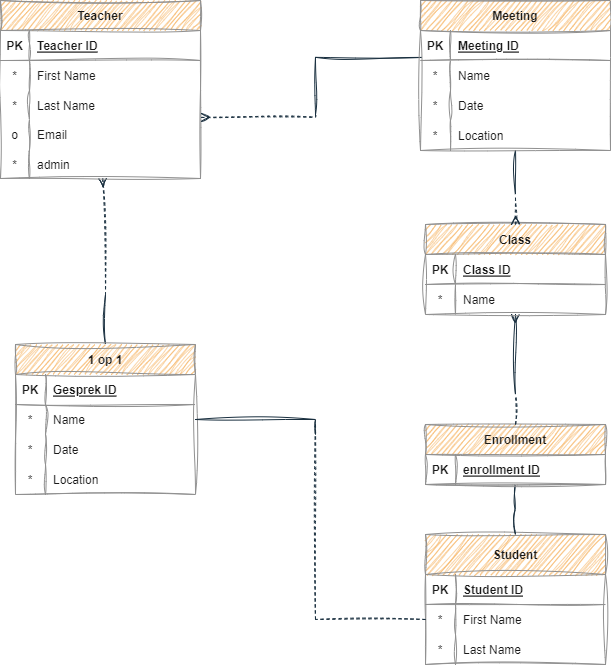 Teacher
PK Teacher ID
* First Name
* Last Name
o Email
* admin
Meeting
PK Meeting ID
* Name
* Date
* Location
Class
PK Class ID
* Name
1 op 1
PK Gesprek ID
* Name
* Date
* Location
Enrollment
PK enrollment ID
Student
PK Student ID
* First Name
* Last Name